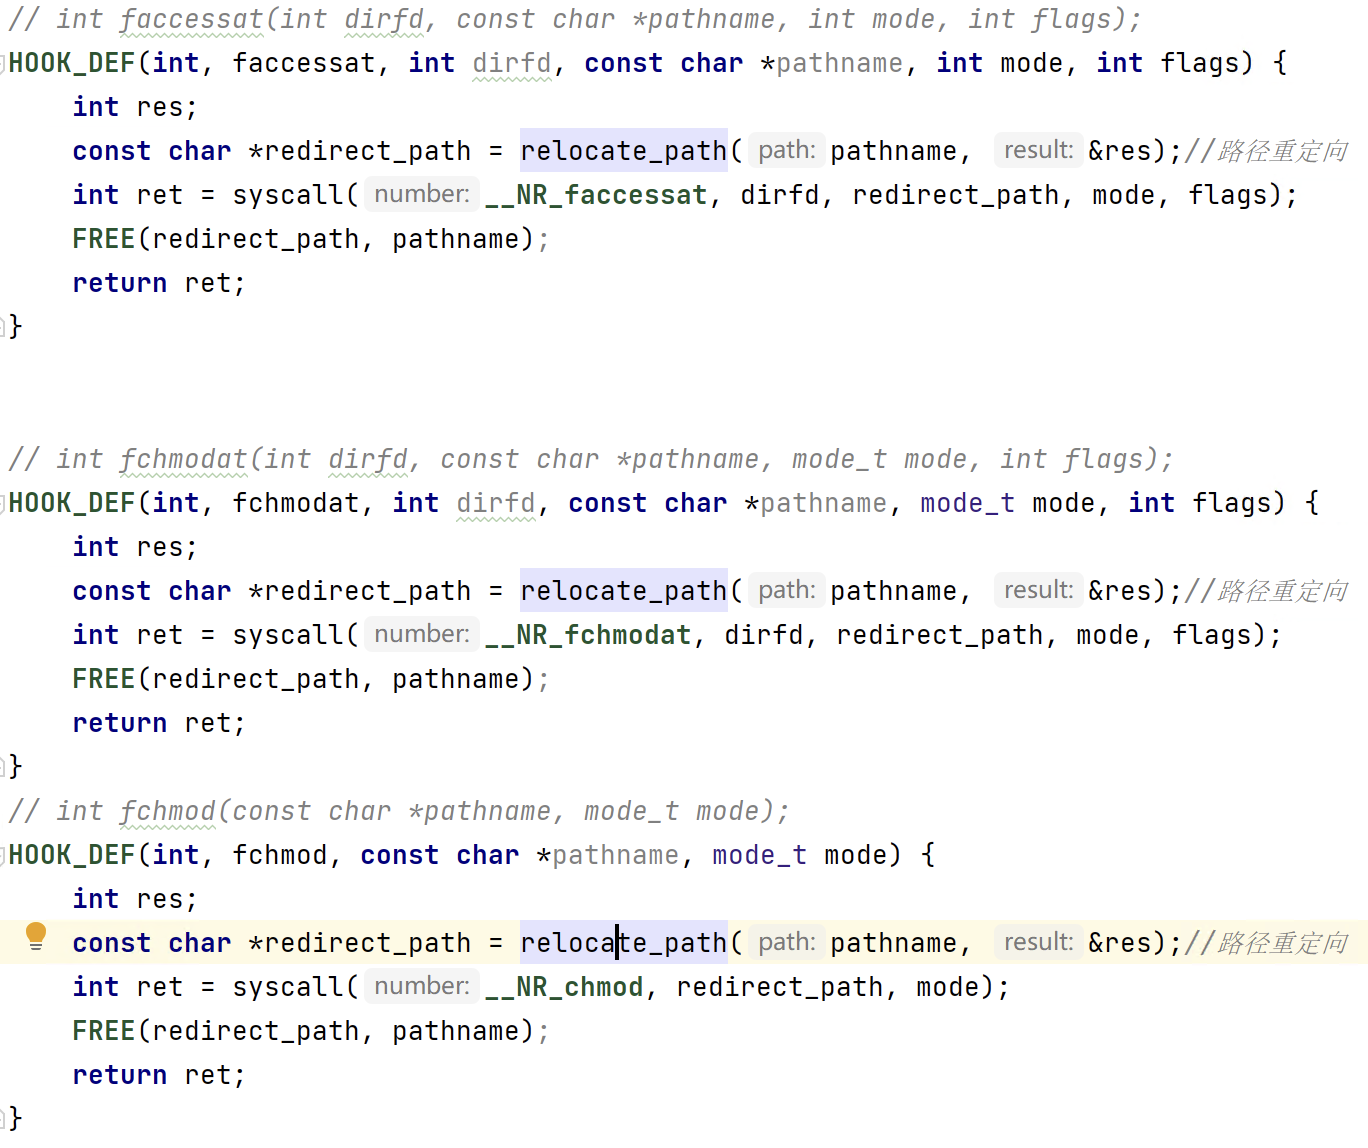 // int faccessat(int dirfd, const char *pathname, int mode, int flags);
HOOK_DEF(int, faccessat, int dirfd, const char *pathname, int mode, int flags) {
    int res;
    const char *redirect_path = relocate_path( path: pathname,  result: &res);//路径重定向
    int ret = syscall( number: __NR_faccessat, dirfd, redirect_path, mode, flags);
    FREE(redirect_path, pathname);
    return ret;
}
// int fchmodat(int dirfd, const char *pathname, mode_t mode, int flags);
HOOK_DEF(int, fchmodat, int dirfd, const char *pathname, mode_t mode, int flags) {
    int res;
    const char *redirect_path = relocate_path( path: pathname,  result: &res);//路径重定向
    int ret = syscall( number: __NR_fchmodat, dirfd, redirect_path, mode, flags);
    FREE(redirect_path, pathname);
    return ret;
}
// int fchmod(const char *pathname, mode_t mode);
HOOK_DEF(int, fchmod, const char *pathname, mode_t mode) {
    int res;
    const char *redirect_path = relocate_path( path: pathname,  result: &res);//路径重定向
    int ret = syscall( number: __NR_chmod, redirect_path, mode);
    FREE(redirect_path, pathname);
    return ret;
}